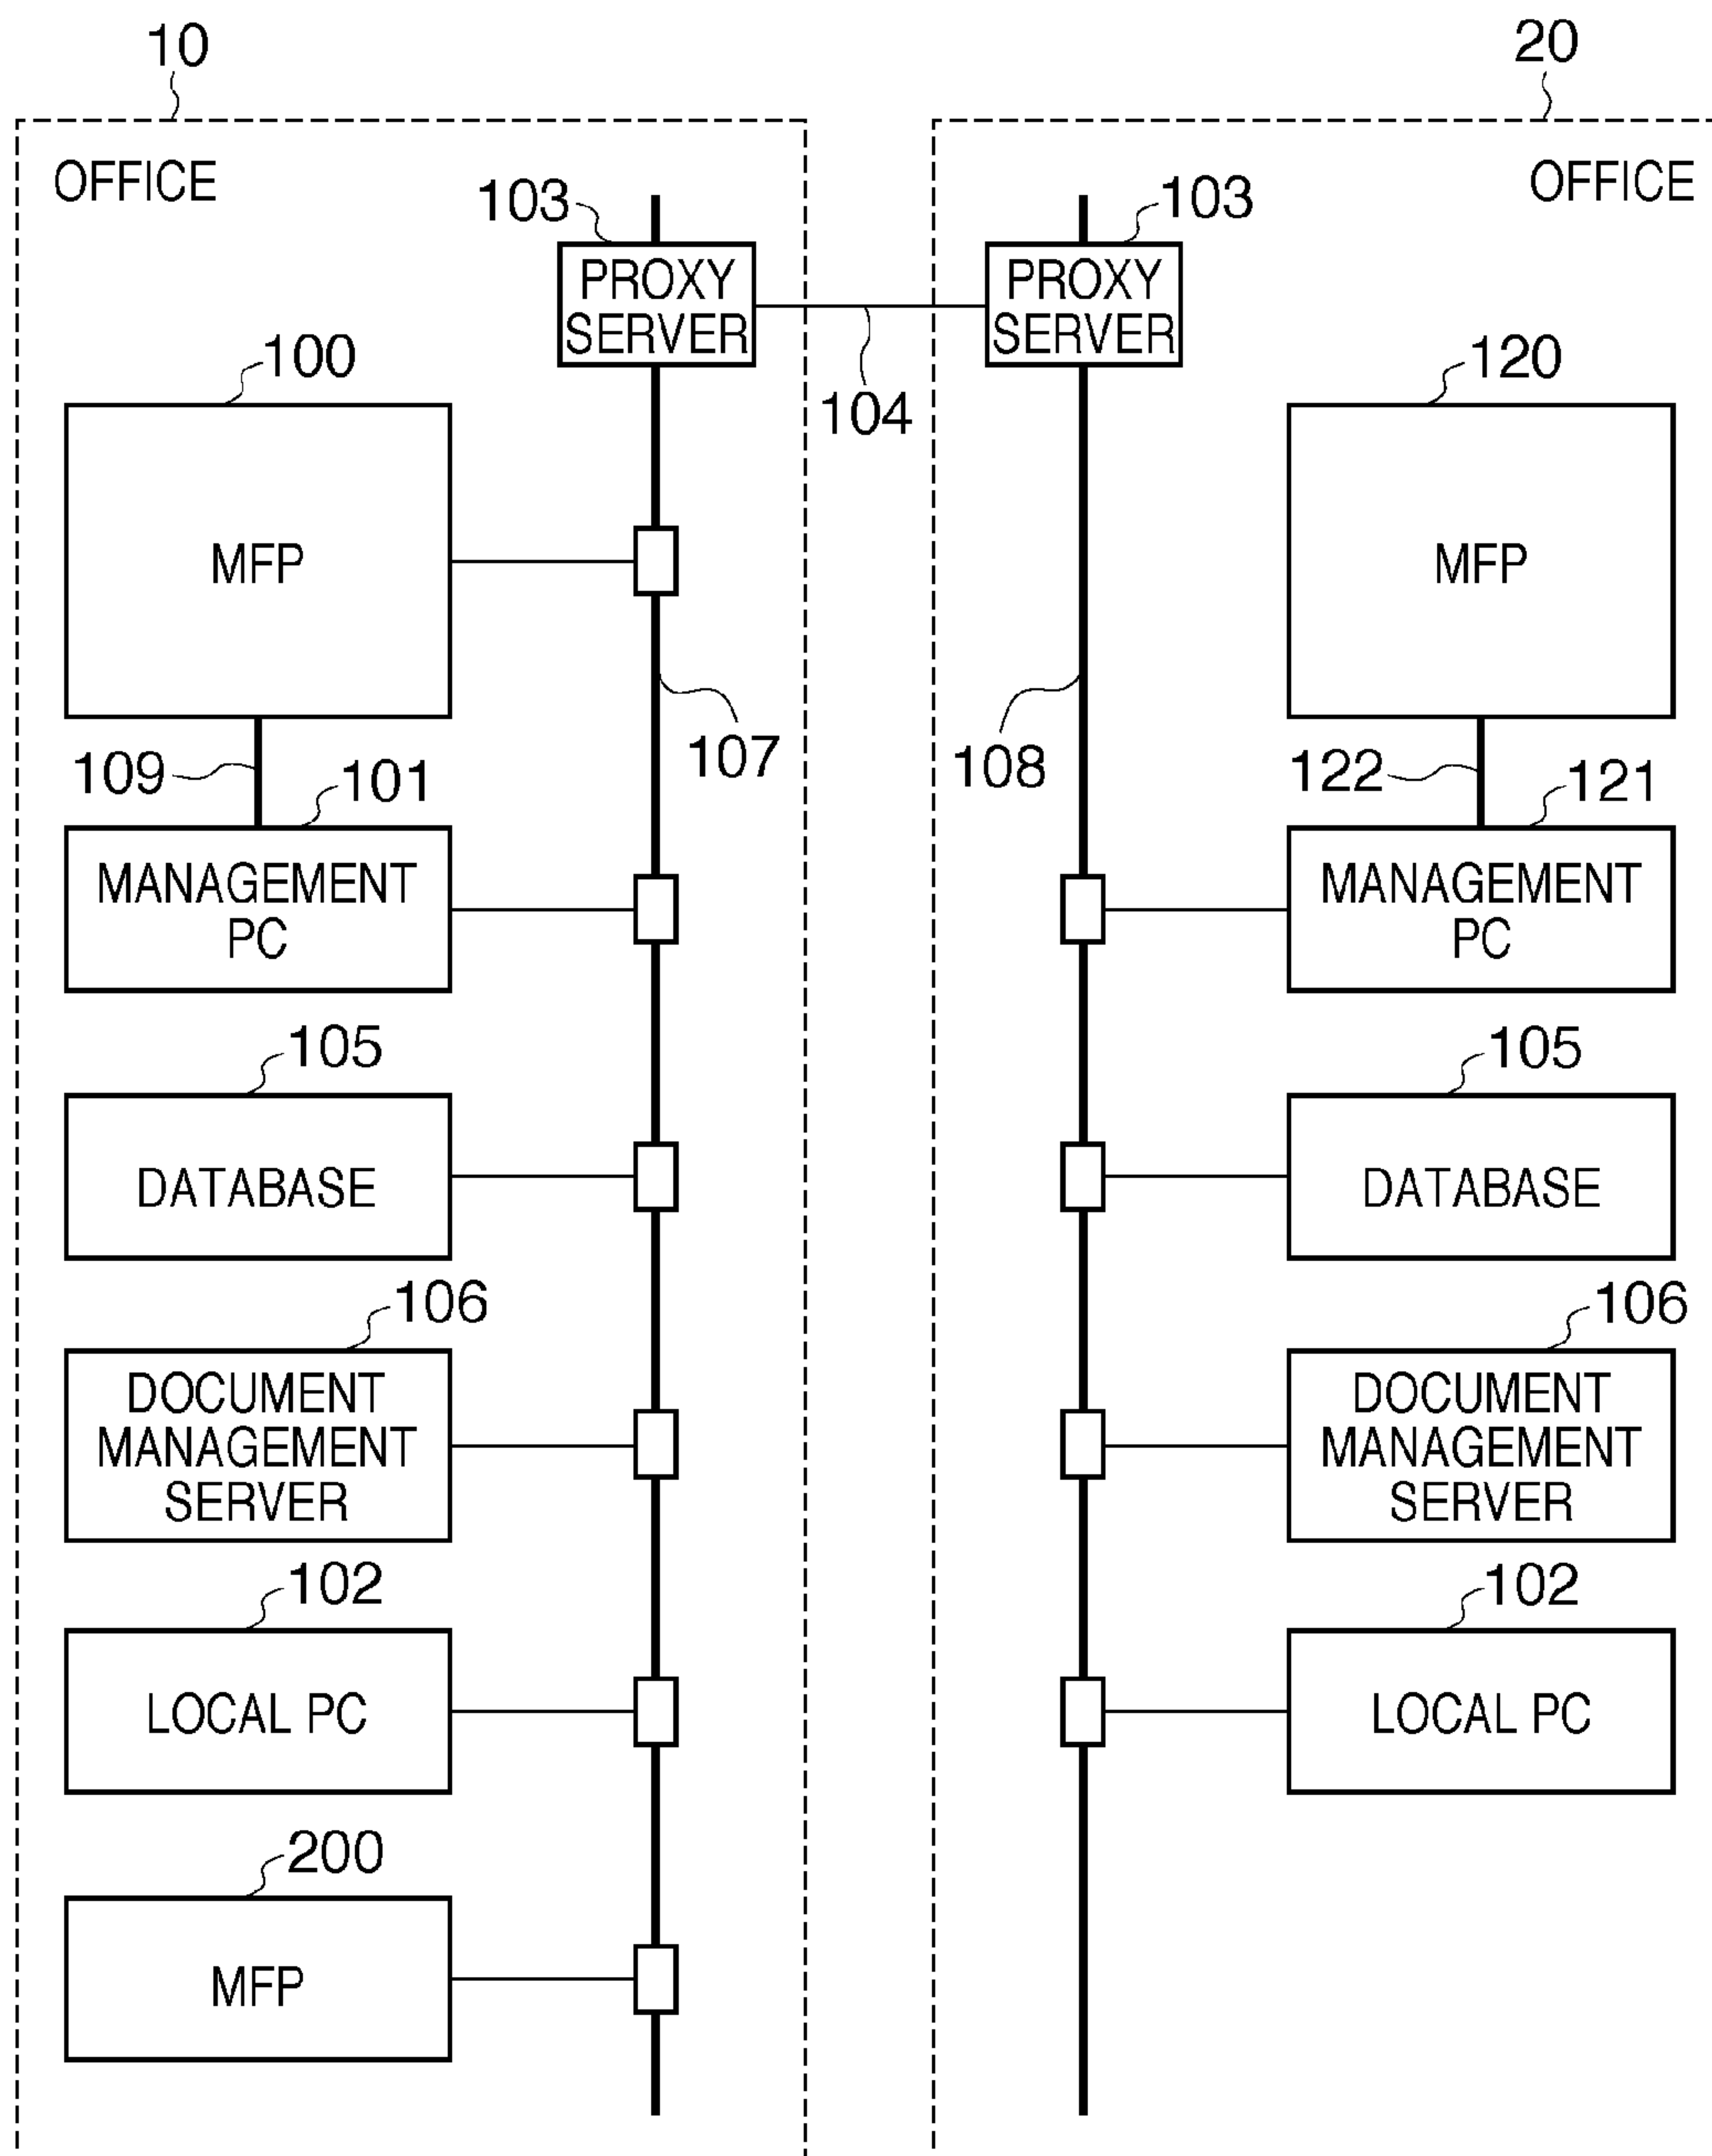 10
20
OFFICE
OFFICE
103
103
PROXY
SERVER
PROXY
SERVER
100
104
120
MFP
MFP
107
108
109
101
122
121
MANAGEMENT
PC
MANAGEMENT
PC
105
105
DATABASE
DATABASE
106
106
DOCUMENT
MANAGEMENT
SERVER
DOCUMENT
MANAGEMENT
SERVER
102
102
LOCAL PC
LOCAL PC
200
MFP